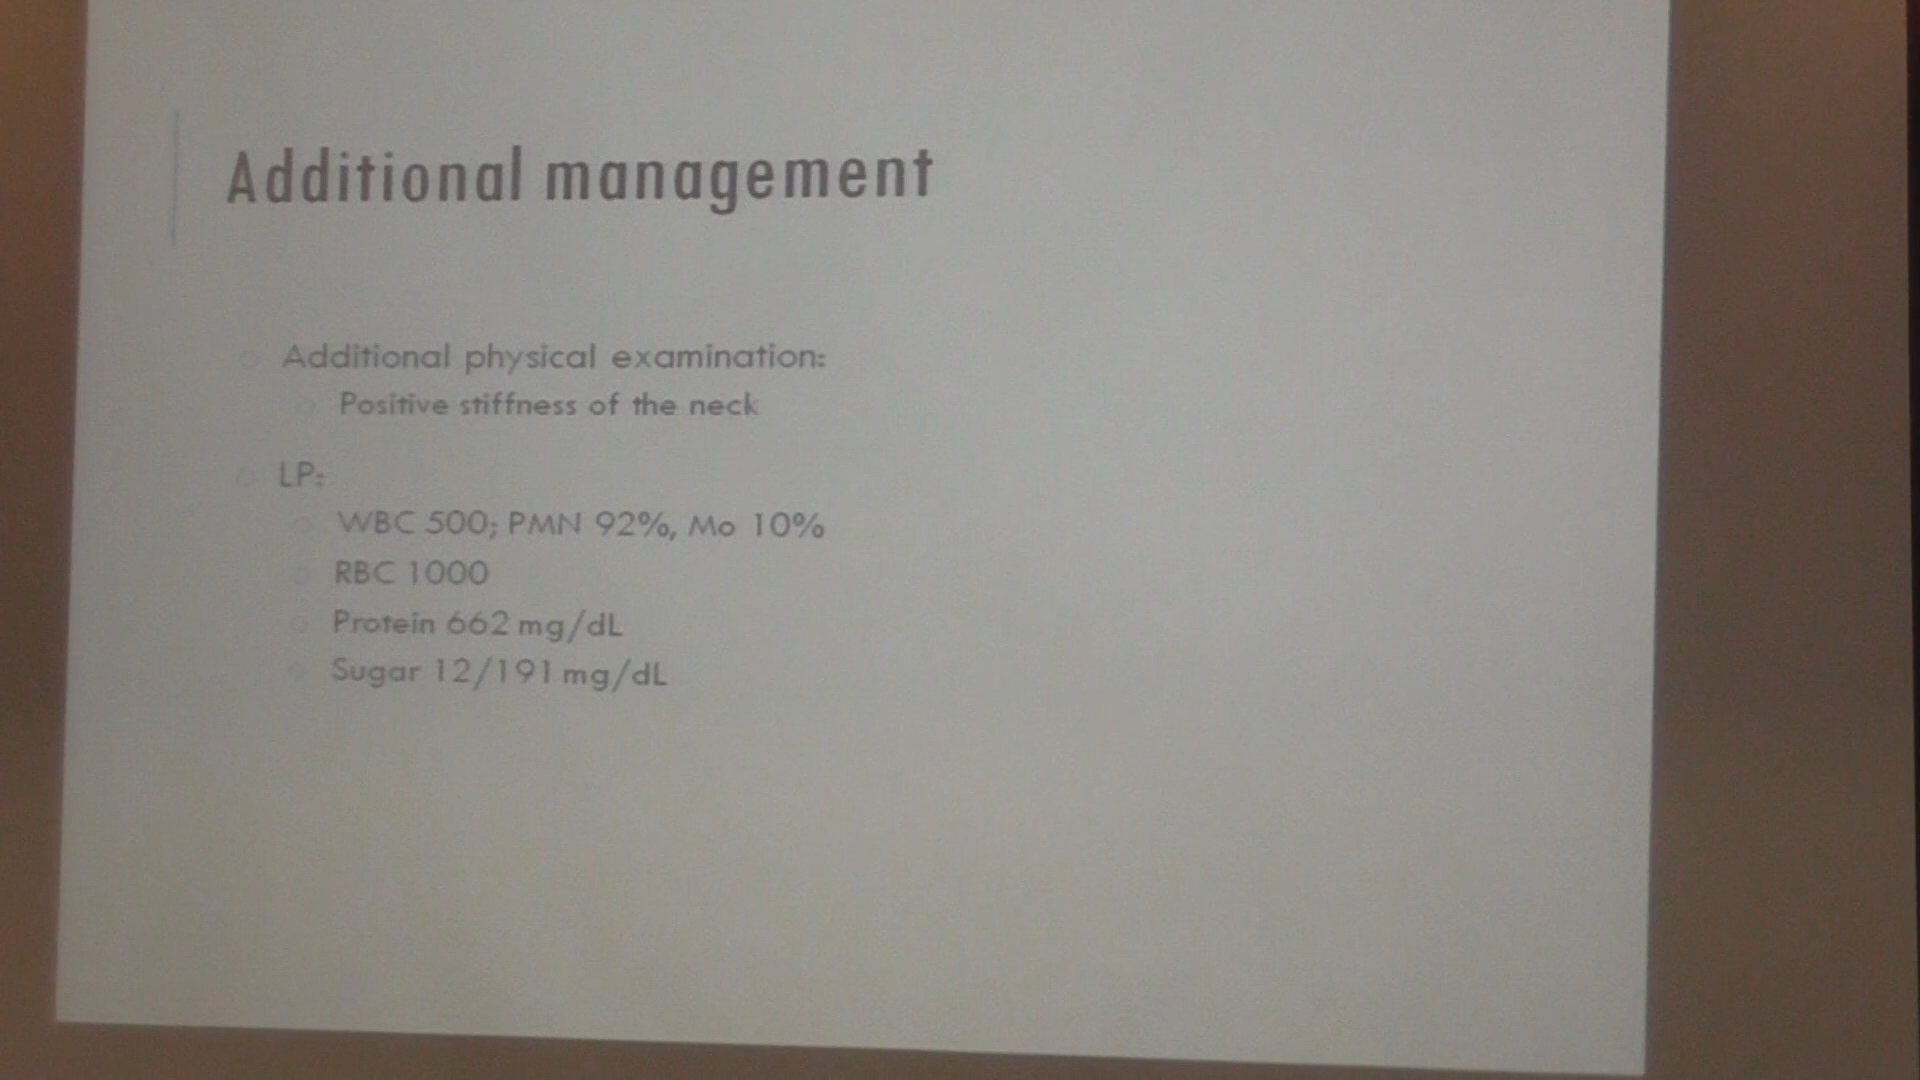 Additional management
Additional physical examination:
Positive stiffness of the neck
LP:
WBC 500; PMN 92%, Mo 10%
RBC 1000
Protein 662 mg/dL
Sugar 12/191 mg/dL